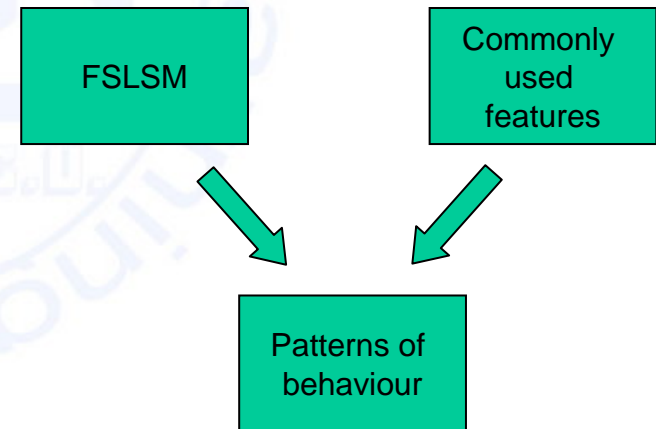 FSLSM
Commonly
used
features
Patterns of
behaviour